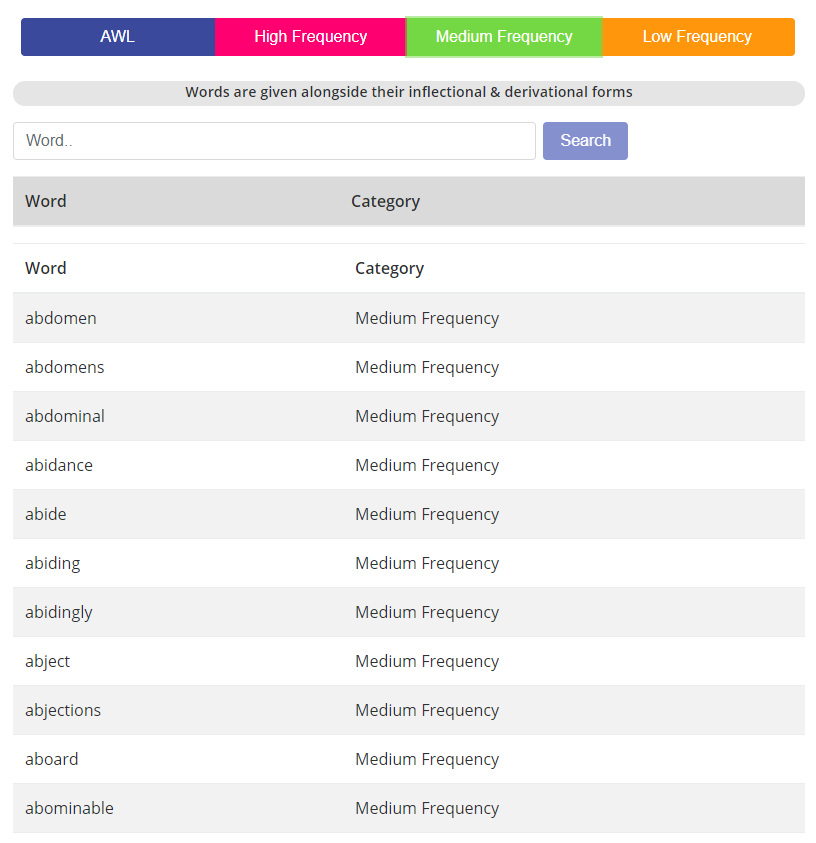 AWL High Frequency Medium Frequency Low Frequency
Words are given alongside their inflectional & derivational forms
Word.. Search
Word Category
Word Category
abdomen Medium Frequency
abdomens Medium Frequency
abdominal Medium Frequency
abidance Medium Frequency
abide Medium Frequency
abiding Medium Frequency
abidingly Medium Frequency
abject Medium Frequency
abjections Medium Frequency
aboard Medium Frequency
abominable Medium Frequency